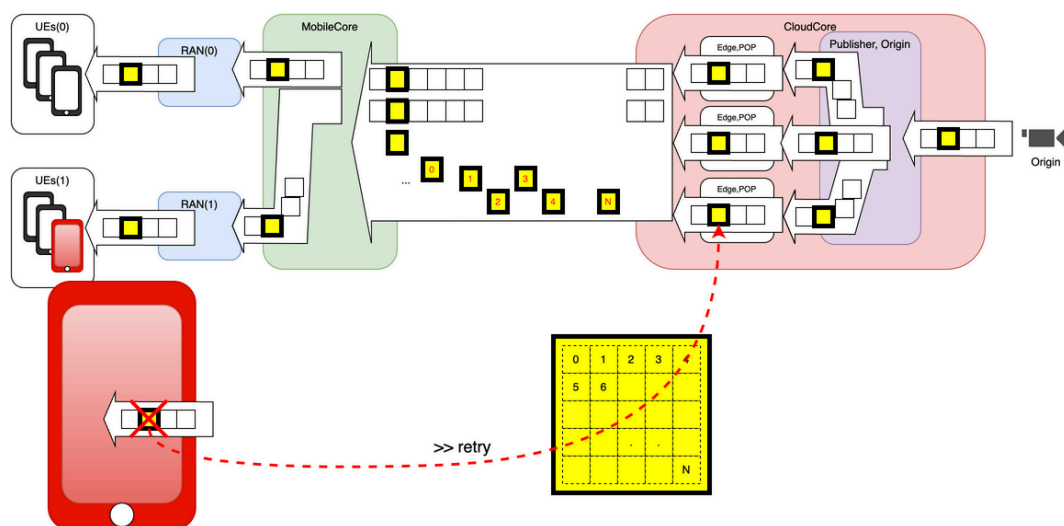 UEs(0)
RAN(0)
MobileCore
CloudCore
Edge,POP
Publisher, Origin
Edge,POP
Origin
...
0
1
3
2
4
N
UEs(1)
RAN(1)
Edge,POP
0 1 2 3
5 6
. .
N
>> retry